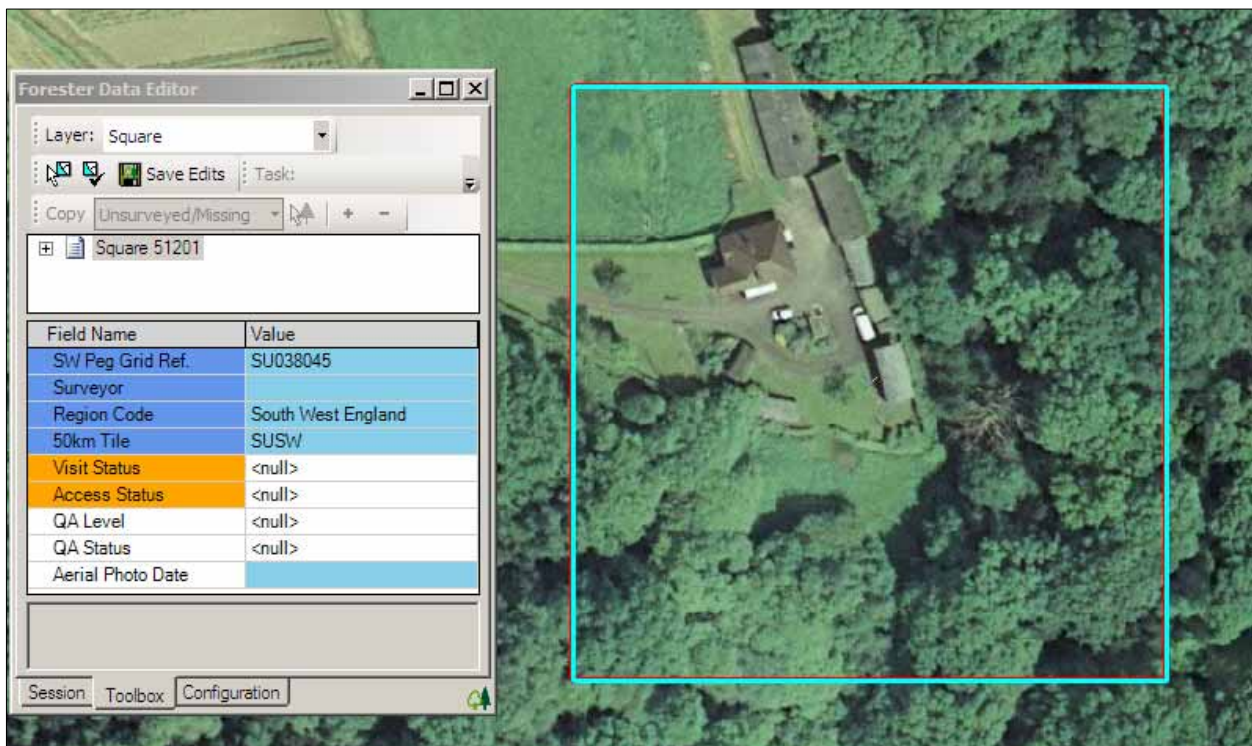 Forester Data Editor
Layer: Square
Save Edits Task:
Copy Unsurveyed/Missing + -
Square 51201
Field Name Value
SW Peg Grid Ref. SU038045
Surveyor
Region Code South West England
50km Tile SUSW
Visit Status <null>
Access Status <null>
QA Level <null>
QA Status <null>
Aerial Photo Date
Session Toolbox Configuration